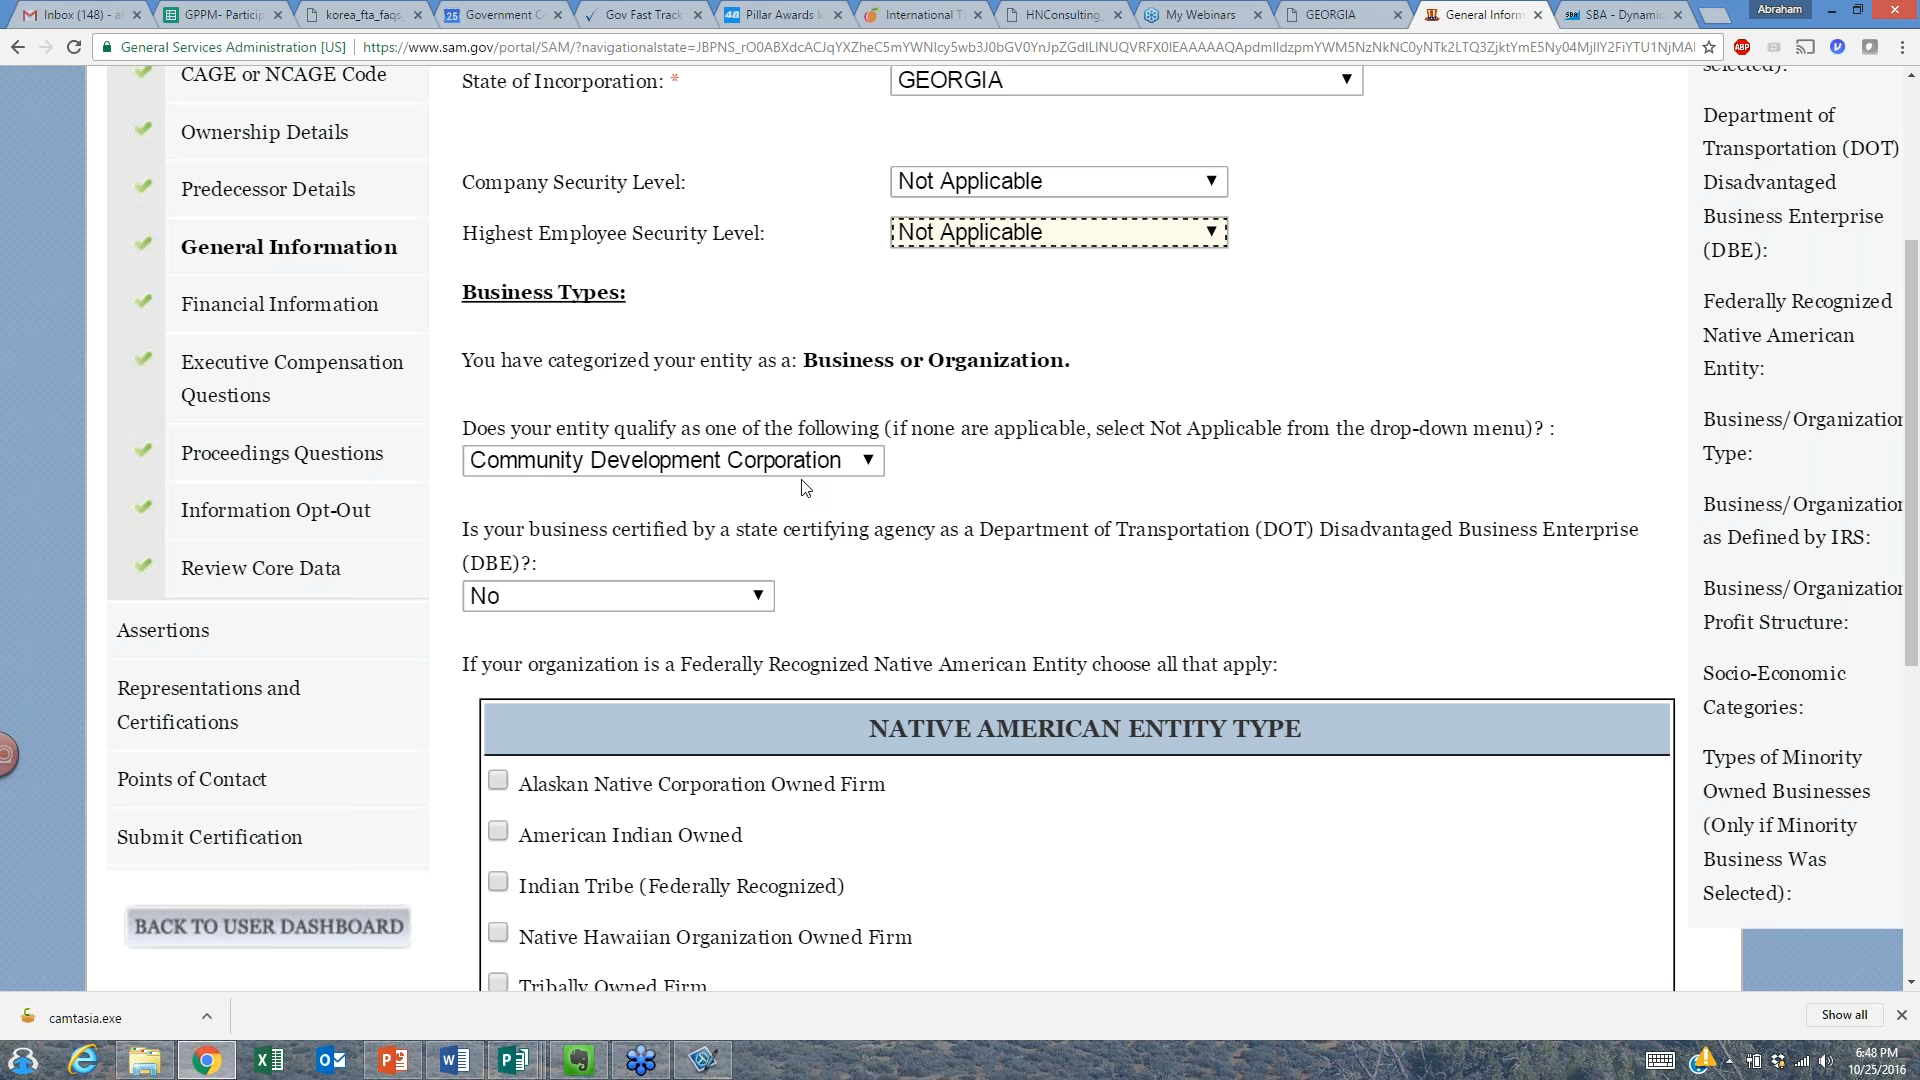 Inbox (148) - al
GPPM- Particip
korea_fta_faqs_
Government C
Gov Fast Track
Pillar Awards k
International T
HNConsulting_
My Webinars
GEORGIA
General Inform
SBA - Dynamic
Abraham
General Services Administration [US]
CAGE or NCAGE Code
Ownership Details
Predecessor Details
General Information
Financial Information
Executive Compensation
Questions
Proceedings Questions
Information Opt-Out
Review Core Data
Assertions
Representations and
Certifications
Points of Contact
Submit Certification
BACK TO USER DASHBOARD
State of Incorporation: *
GEORGIA
Company Security Level:
Not Applicable
Highest Employee Security Level:
Not Applicable
Business Types:
You have categorized your entity as a: Business or Organization.
Does your entity qualify as one of the following (if none are applicable, select Not Applicable from the drop-down menu)? :
Community Development Corporation
Is your business certified by a state certifying agency as a Department of Transportation (DOT) Disadvantaged Business Enterprise
(DBE)?:
No
If your organization is a Federally Recognized Native American Entity choose all that apply:
NATIVE AMERICAN ENTITY TYPE
Alaskan Native Corporation Owned Firm
American Indian Owned
Indian Tribe (Federally Recognized)
Native Hawaiian Organization Owned Firm
Tribally Owned Firm
selected):
Department of
Transportation (DOT)
Disadvantaged
Business Enterprise
(DBE):
Federally Recognized
Native American
Entity:
Business/Organization
Type:
Business/Organization
as Defined by IRS:
Business/Organization
Profit Structure:
Socio-Economic
Categories:
Types of Minority
Owned Businesses
(Only if Minority
Business Was
Selected):
camtasia.exe
Show all
6:48 PM
10/25/2016